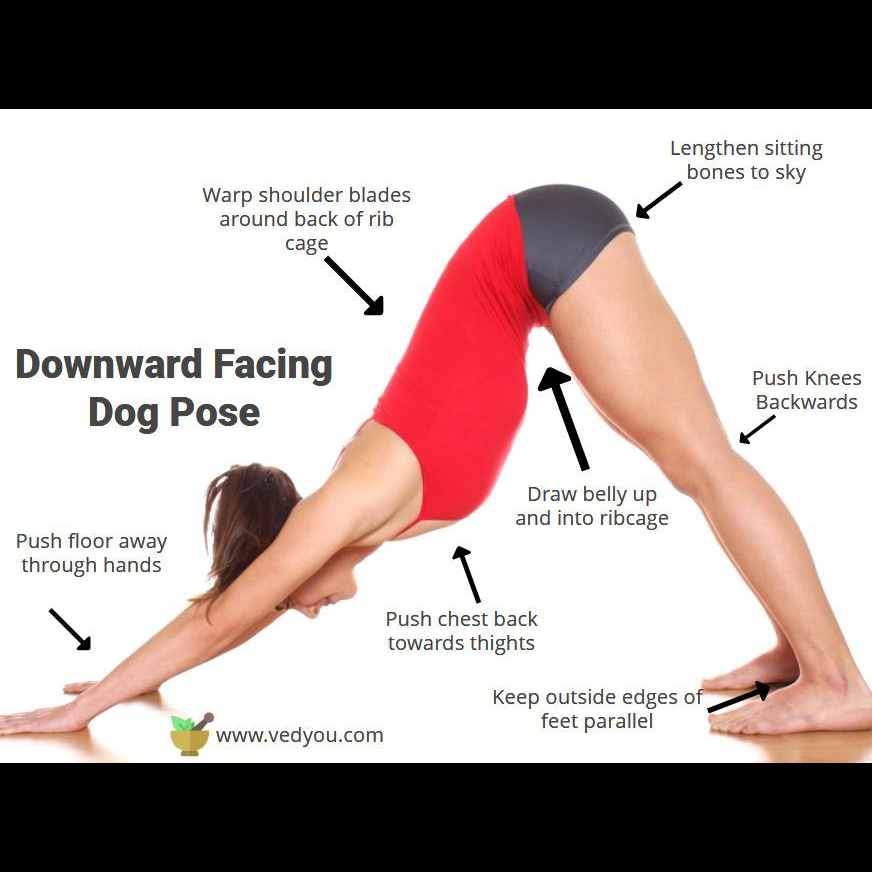 Lengthen sitting
bones to sky
Warp shoulder blades
around back of rib
cage
Downward Facing
Dog Pose
Push Knees
Backwards
Draw belly up
and into ribcage
Push floor away
through hands
Push chest back
towards thights
Keep outside edges of
feet parallel
www.vedyou.com